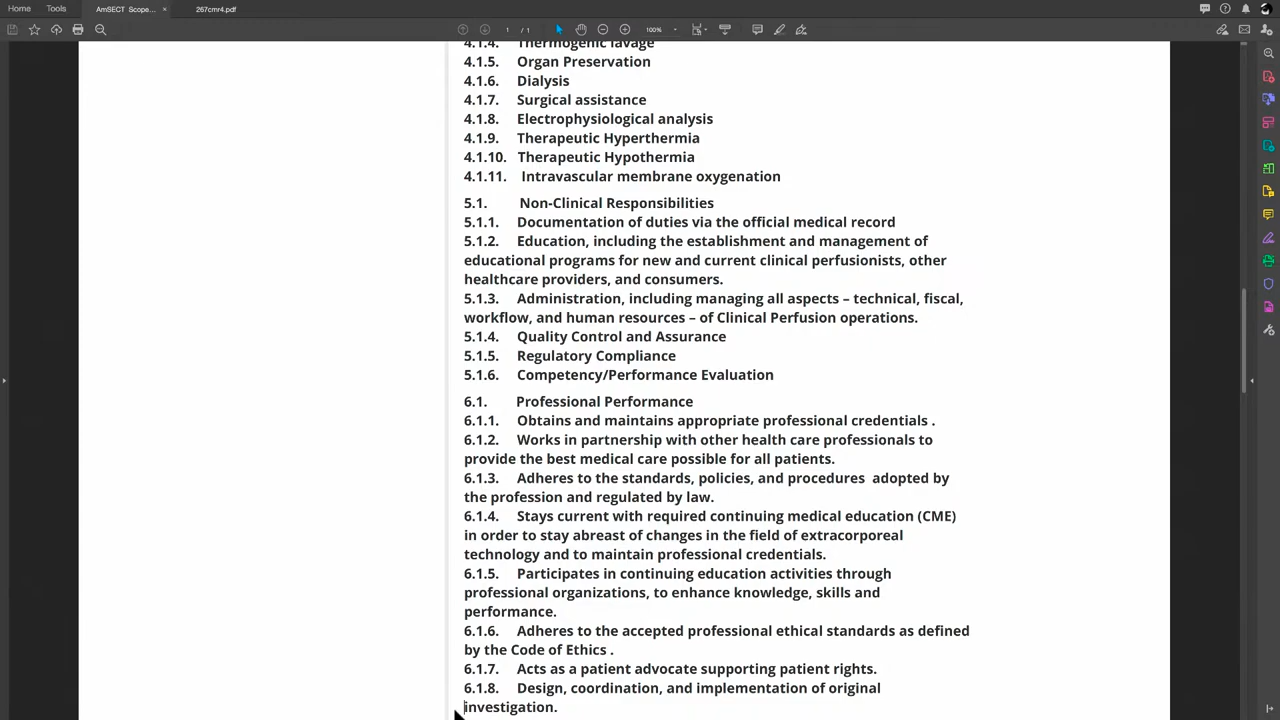 Home
Tools
AmSECT Scope...
267cmr4.pdf
1 / 1
100%
4.1.4. Thermogenic lavage
4.1.5. Organ Preservation
4.1.6. Dialysis
4.1.7. Surgical assistance
4.1.8. Electrophysiological analysis
4.1.9. Therapeutic Hyperthermia
4.1.10. Therapeutic Hypothermia
4.1.11. Intravascular membrane oxygenation
5.1. Non-Clinical Responsibilities
5.1.1. Documentation of duties via the official medical record
5.1.2. Education, including the establishment and management of
educational programs for new and current clinical perfusionists, other
healthcare providers, and consumers.
5.1.3. Administration, including managing all aspects – technical, fiscal,
workflow, and human resources – of Clinical Perfusion operations.
5.1.4. Quality Control and Assurance
5.1.5. Regulatory Compliance
5.1.6. Competency/Performance Evaluation
6.1. Professional Performance
6.1.1. Obtains and maintains appropriate professional credentials .
6.1.2. Works in partnership with other health care professionals to
provide the best medical care possible for all patients.
6.1.3. Adheres to the standards, policies, and procedures  adopted by
the profession and regulated by law.
6.1.4. Stays current with required continuing medical education (CME)
in order to stay abreast of changes in the field of extracorporeal
technology and to maintain professional credentials.
6.1.5. Participates in continuing education activities through
professional organizations, to enhance knowledge, skills and
performance.
6.1.6. Adheres to the accepted professional ethical standards as defined
by the Code of Ethics .
6.1.7. Acts as a patient advocate supporting patient rights.
6.1.8. Design, coordination, and implementation of original
investigation.